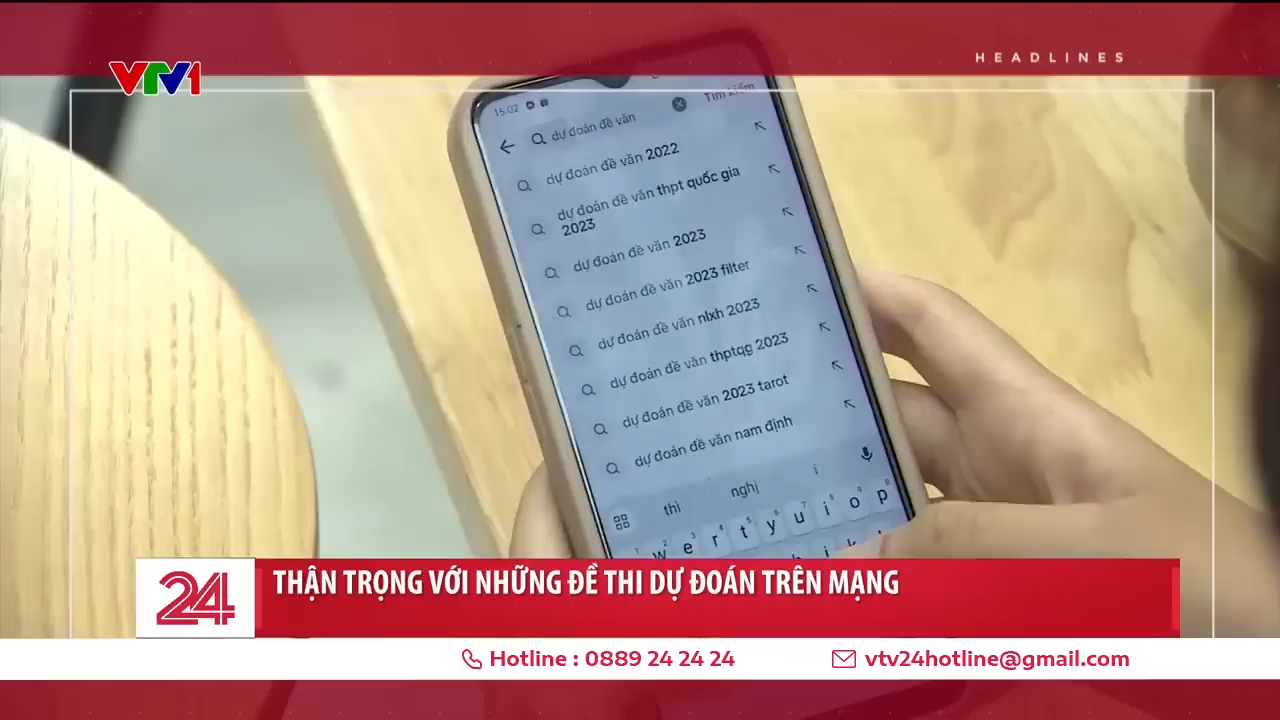 VTV1
HEADLINES
15:02
dự đoán đề văn
Tìm kiếm
dự đoán đề văn 2022
dự đoán đề văn thpt quốc gia
2023
dự đoán đề văn 2023
dự đoán đề văn 2023 filter
dự đoán đề văn nlxh 2023
dự đoán đề văn thptqg 2023
dự đoán đề văn 2023 tarot
dự đoán đề văn nam định
thì nghị i
w e r t y u i o p
24
THẬN TRỌNG VỚI NHỮNG ĐỀ THI DỰ ĐOÁN TRÊN MẠNG
Hotline : 0889 24 24 24
vtv24hotline@gmail.com